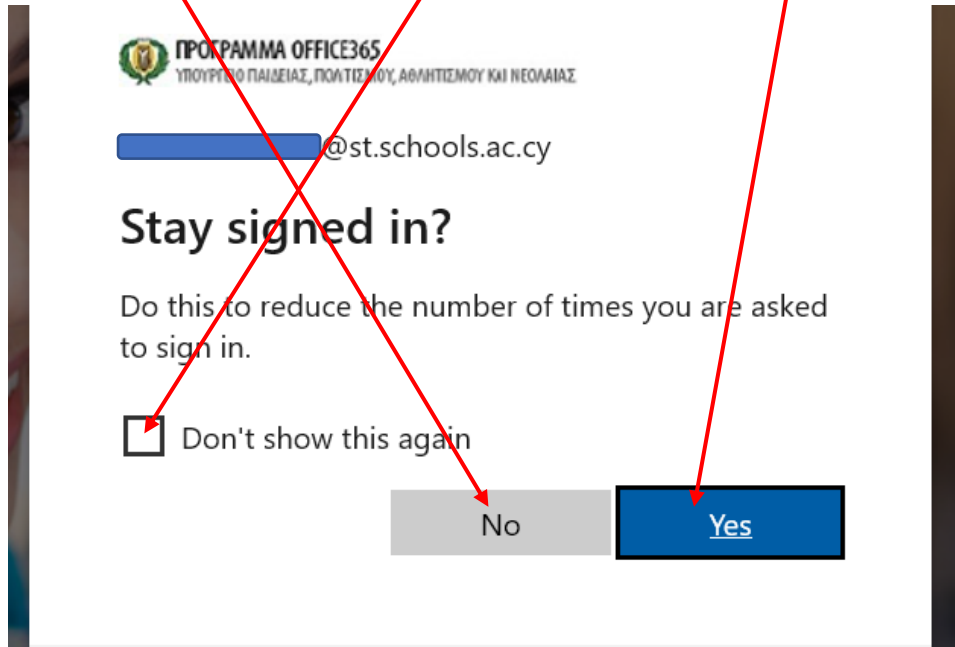 ΠΡΟΓΡΑΜΜΑ OFFICE365
ΥΠΟΥΡΓΕΙΟ ΠΑΙΔΕΙΑΣ, ΠΟΛΤΙΣΜΟΥ, ΑΘΛΗΤΙΣΜΟΥ ΚΑΙ ΝΕΟΛΑΙΑΣ
@st.schools.ac.cy
Stay signed in?
Do this to reduce the number of times you are asked
to sign in.
Don't show this again
No
Yes